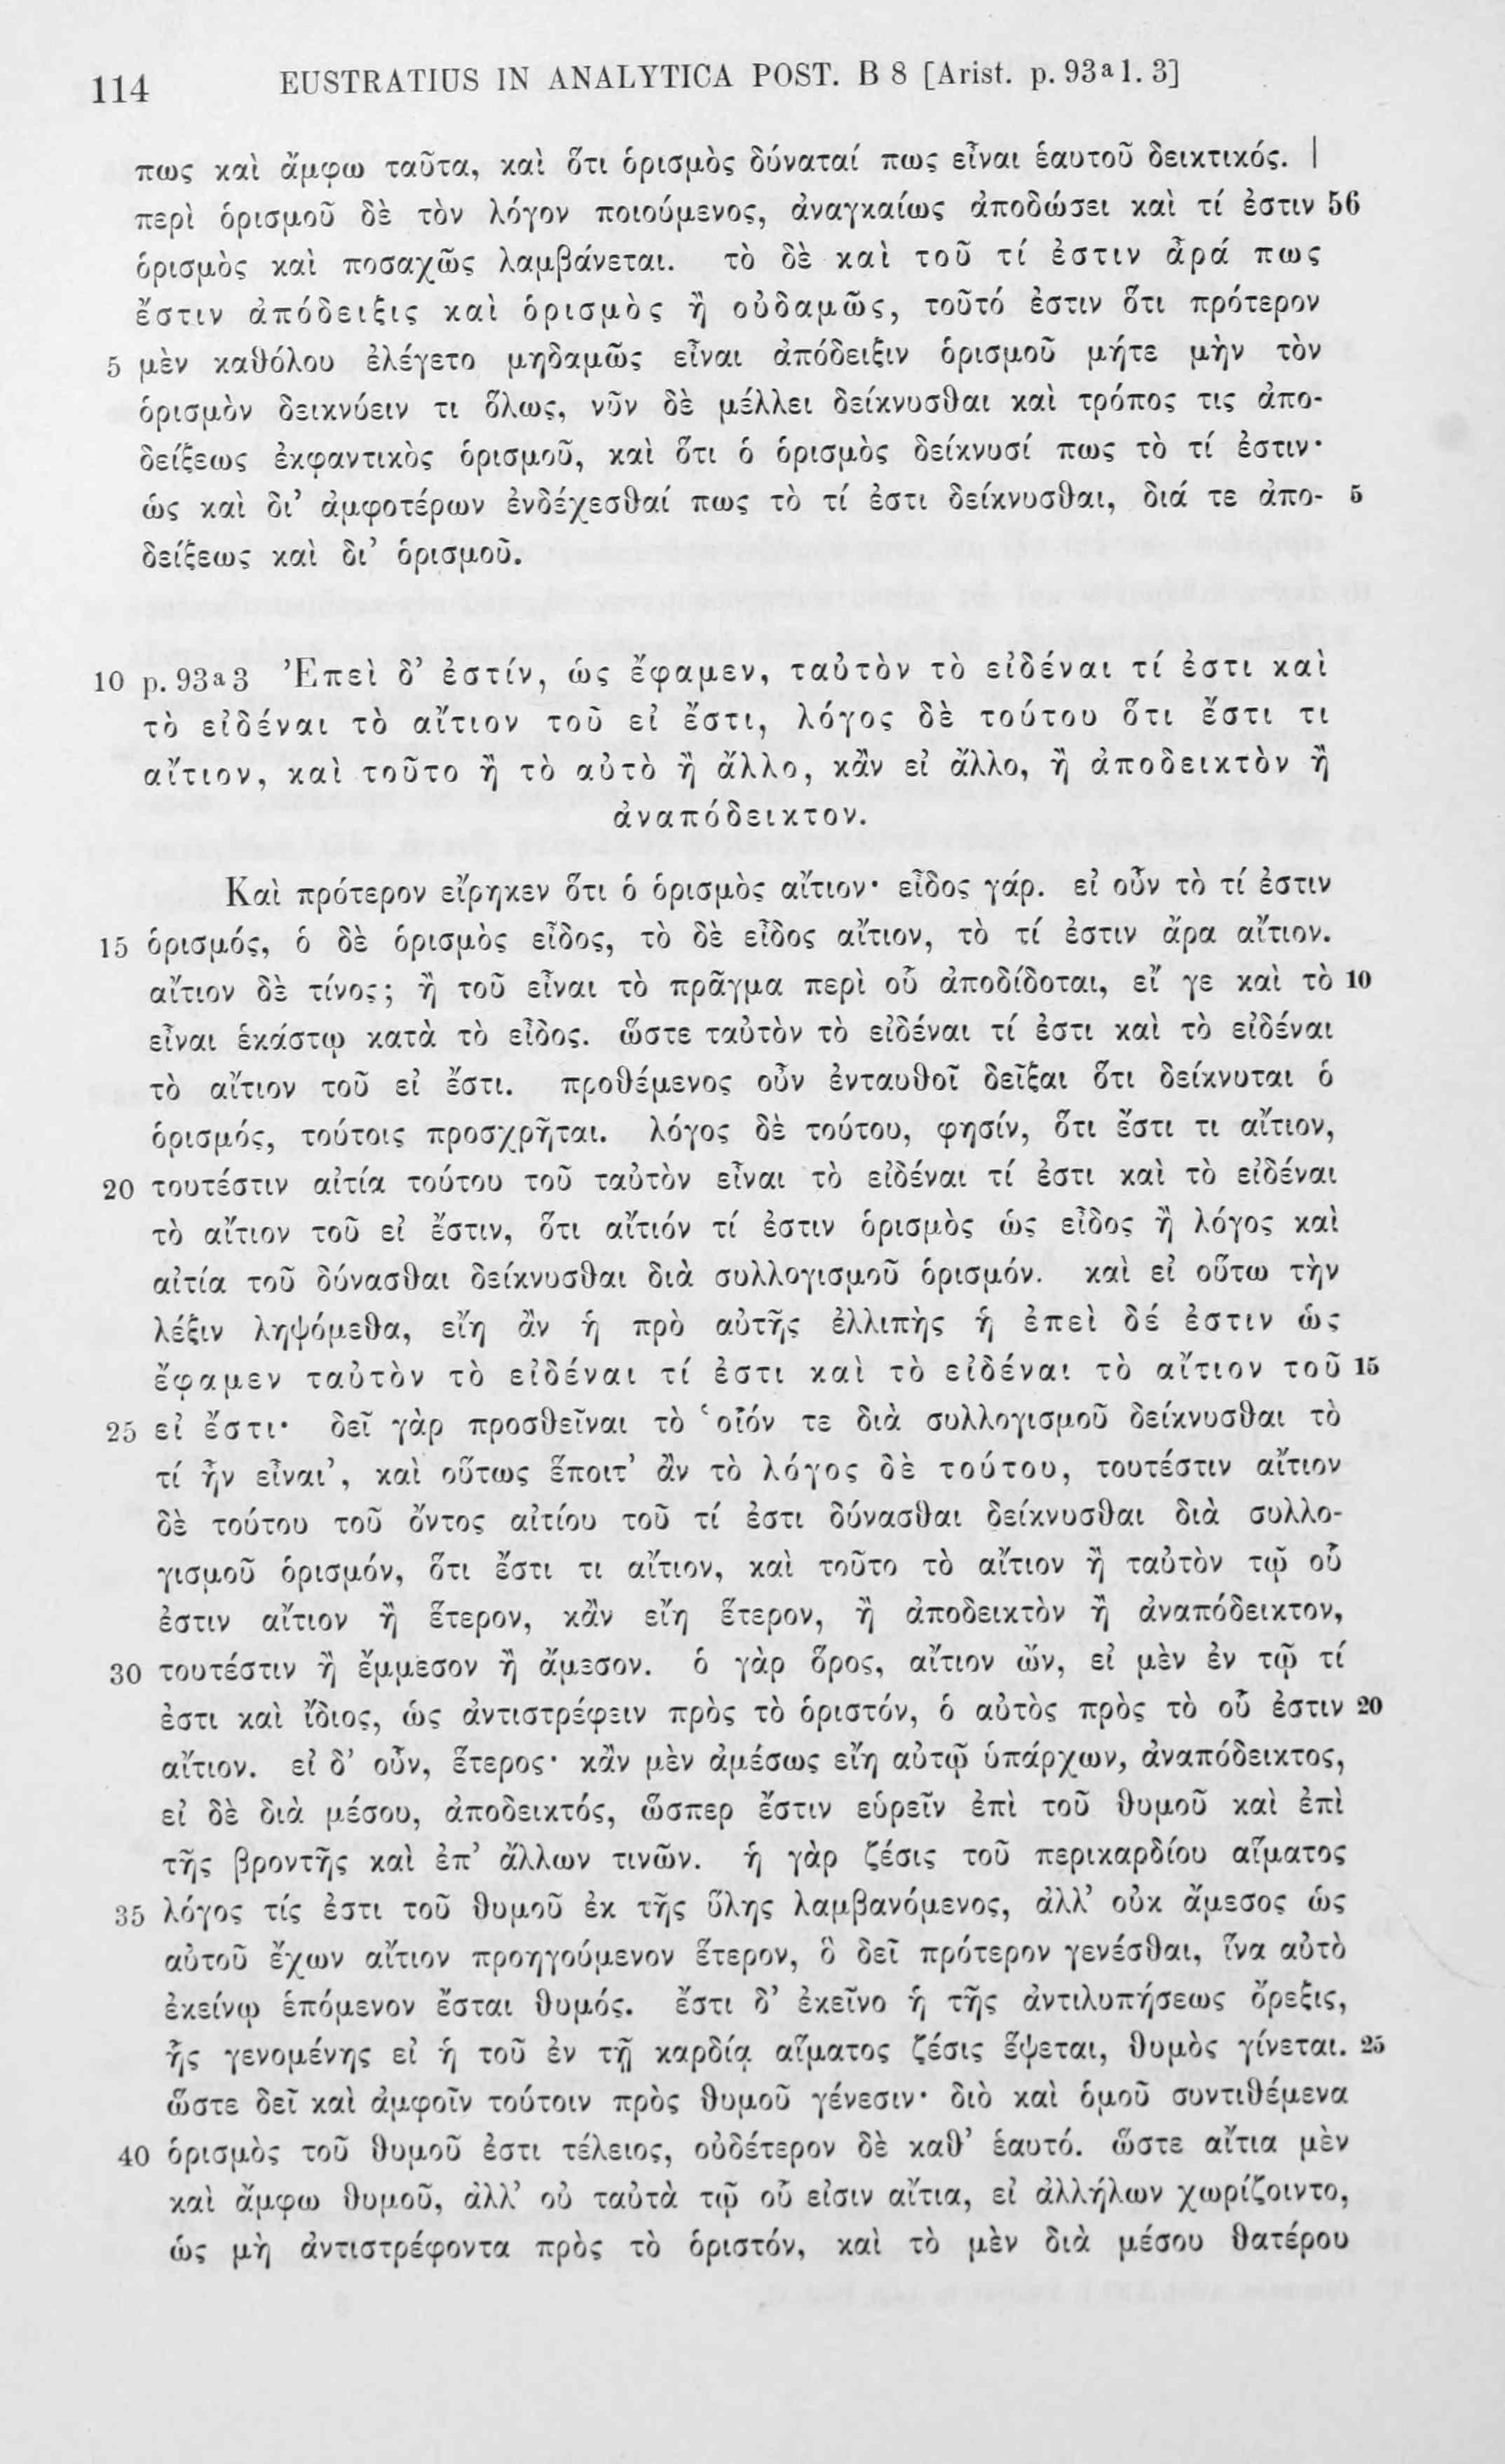 114 EUSTRATIUS IN ANALYTICA POST. B 8 [Arist. p. 93a 1. 3]
πως καὶ ἄμφω ταῦτα, καὶ ὅτι ὁρισμὸς δύναταί πως εἶναι ἑαυτοῦ δεικτικός. |
περὶ ὁρισμοῦ δὲ τὸν λόγον ποιούμενος, ἀναγκαίως ἀποδώσει καὶ τί ἐστιν 56
ὁρισμὸς καὶ ποσαχῶς λαμβάνεται. τὸ δὲ καὶ τοῦ τί ἐστιν ἆρά πως
ἔστιν ἀπόδειξις καὶ ὁρισμὸς ἢ οὐδαμῶς, τοῦτό ἐστιν ὅτι πρότερον
5 μὲν καθόλου ἐλέγετο μηδαμῶς εἶναι ἀπόδειξιν ὁρισμοῦ μήτε μὴν τὸν
ὁρισμὸν δεικνύειν τι ὅλως, νῦν δὲ μέλλει δείκνυσθαι καὶ τρόπος τις ἀπο-
δείξεως ἐκφαντικὸς ὁρισμοῦ, καὶ ὅτι ὁ ὁρισμὸς δείκνυσί πως τὸ τί ἐστιν·
ὡς καὶ δι’ ἀμφοτέρων ἐνδέχεσθαί πως τὸ τί ἐστι δείκνυσθαι, διά τε ἀπο- 5
δείξεως καὶ δι’ ὁρισμοῦ.
10 p. 93a 3 Ἐπεὶ δ’ ἐστίν, ὡς ἔφαμεν, ταὐτὸν τὸ εἰδέναι τί ἐστι καὶ
τὸ εἰδέναι τὸ αἴτιον τοῦ εἰ ἔστι, λόγος δὲ τούτου ὅτι ἔστι τι
αἴτιον, καὶ τοῦτο ἢ τὸ αὐτὸ ἢ ἄλλο, κἂν εἰ ἄλλο, ἢ ἀποδεικτὸν ἢ
ἀναπόδεικτον.
Καὶ πρότερον εἴρηκεν ὅτι ὁ ὁρισμὸς αἴτιον· εἶδος γάρ. εἰ οὖν τὸ τί ἐστιν
15 ὁρισμός, ὁ δὲ ὁρισμὸς εἶδος, τὸ δὲ εἶδος αἴτιον, τὸ τί ἐστιν ἄρα αἴτιον.
αἴτιον δὲ τίνος; ἢ τοῦ εἶναι τὸ πρᾶγμα περὶ οὗ ἀποδίδοται, εἴ γε καὶ τὸ 10
εἶναι ἑκάστῳ κατὰ τὸ εἶδος. ὥστε ταὐτὸν τὸ εἰδέναι τί ἐστι καὶ τὸ εἰδέναι
τὸ αἴτιον τοῦ εἰ ἔστι. προθέμενος οὖν ἐνταυθοῖ δεῖξαι ὅτι δείκνυται ὁ
ὁρισμός, τούτοις προσχρῆται. λόγος δὲ τούτου, φησίν, ὅτι ἔστι τι αἴτιον,
20 τουτέστιν αἰτία τούτου τοῦ ταὐτὸν εἶναι τὸ εἰδέναι τί ἐστι καὶ τὸ εἰδέναι
τὸ αἴτιον τοῦ εἰ ἔστιν, ὅτι αἴτιόν τί ἐστιν ὁρισμὸς ὡς εἶδος ἢ λόγος καὶ
αἰτία τοῦ δύνασθαι δείκνυσθαι διὰ συλλογισμοῦ ὁρισμόν. καὶ εἰ οὕτω τὴν
λέξιν ληψόμεθα, εἴη ἂν ἡ πρὸ αὐτῆς ἐλλιπὴς ἡ ἐπεὶ δέ ἐστιν ὡς
ἔφαμεν ταὐτὸν τὸ εἰδέναι τί ἐστι καὶ τὸ εἰδέναι τὸ αἴτιον τοῦ 15
25 εἰ ἔστι· δεῖ γὰρ προσθεῖναι τὸ ‘οἷόν τε διὰ συλλογισμοῦ δείκνυσθαι τὸ
τί ἦν εἶναι’, καὶ οὕτως ἕποιτ’ ἂν τὸ λόγος δὲ τούτου, τουτέστιν αἴτιον
δὲ τούτου τοῦ ὄντος αἰτίου τοῦ τί ἐστι δύνασθαι δείκνυσθαι διὰ συλλο-
γισμοῦ ὁρισμόν, ὅτι ἔστι τι αἴτιον, καὶ τοῦτο τὸ αἴτιον ἢ ταὐτὸν τῷ οὗ
ἐστιν αἴτιον ἢ ἕτερον, κἂν εἴη ἕτερον, ἢ ἀποδεικτὸν ἢ ἀναπόδεικτον,
30 τουτέστιν ἢ ἔμμεσον ἢ ἄμεσον. ὁ γὰρ ὅρος, αἴτιον ὤν, εἰ μὲν ἐν τῷ τί
ἐστι καὶ ἴδιος, ὡς ἀντιστρέφειν πρὸς τὸ ὁριστόν, ὁ αὐτὸς πρὸς τὸ οὗ ἐστιν 20
αἴτιον. εἰ δ’ οὖν, ἕτερος· κἂν μὲν ἀμέσως εἴη αὐτῷ ὑπάρχων, ἀναπόδεικτος,
εἰ δὲ διὰ μέσου, ἀποδεικτός, ὥσπερ ἔστιν εὑρεῖν ἐπὶ τοῦ θυμοῦ καὶ ἐπὶ
τῆς βροντῆς καὶ ἐπ’ ἄλλων τινῶν. ἡ γὰρ ζέσις τοῦ περικαρδίου αἵματος
35 λόγος τίς ἐστι τοῦ θυμοῦ ἐκ τῆς ὕλης λαμβανόμενος, ἀλλ’ οὐκ ἄμεσος ὡς
αὐτοῦ ἔχων αἴτιον προηγούμενον ἕτερον, ὃ δεῖ πρότερον γενέσθαι, ἵνα αὐτὸ
ἐκείνῳ ἑπόμενον ἔσται θυμός. ἔστι δ’ ἐκεῖνο ἡ τῆς ἀντιλυπήσεως ὄρεξις,
ἧς γενομένης εἰ ἡ τοῦ ἐν τῇ καρδίᾳ αἵματος ζέσις ἕψεται, θυμὸς γίνεται. 25
ὥστε δεῖ καὶ ἀμφοῖν τούτοιν πρὸς θυμοῦ γένεσιν· διὸ καὶ ὁμοῦ συντιθέμενα
40 ὁρισμὸς τοῦ θυμοῦ ἐστι τέλειος, οὐδέτερον δὲ καθ’ ἑαυτό. ὥστε αἴτια μὲν
καὶ ἄμφω θυμοῦ, ἀλλ’ οὐ ταὐτὰ τῷ οὗ εἰσιν αἴτια, εἰ ἀλλήλων χωρίζοιντο,
ὡς μὴ ἀντιστρέφοντα πρὸς τὸ ὁριστόν, καὶ τὸ μὲν διὰ μέσου θατέρου